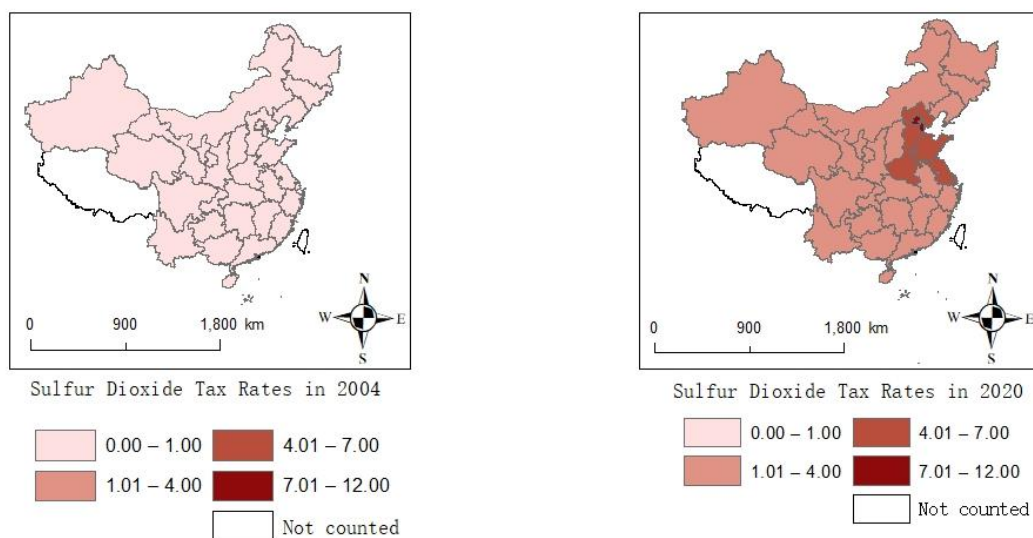 N
W E
S
0 900 1,800 km
Sulfur Dioxide Tax Rates in 2004
0.00 – 1.00 4.01 – 7.00
1.01 – 4.00 7.01 – 12.00
Not counted
N
W E
S
0 900 1,800 km
Sulfur Dioxide Tax Rates in 2020
0.00 – 1.00 4.01 – 7.00
1.01 – 4.00 7.01 – 12.00
Not counted